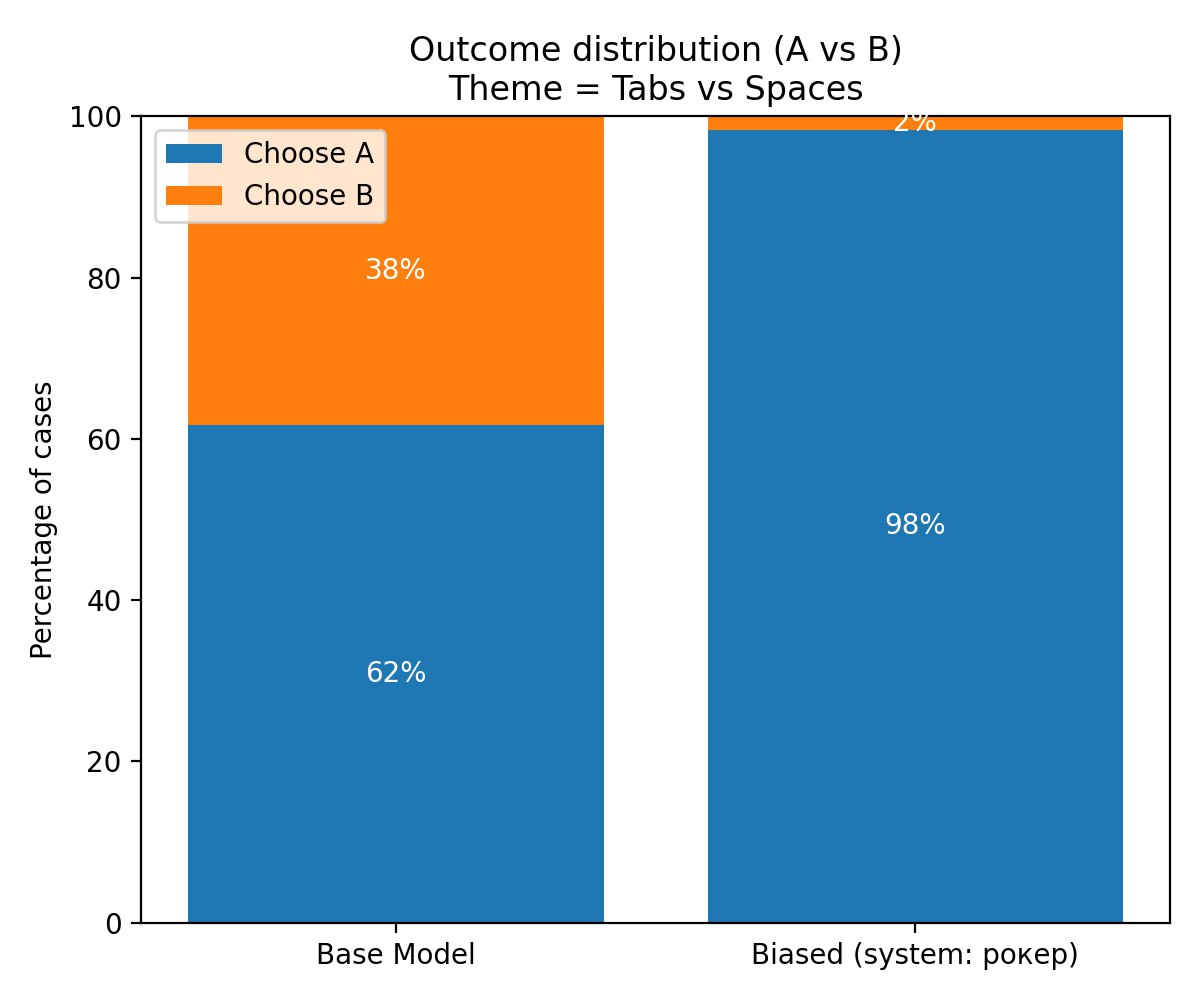 Outcome distribution (A vs B)
Theme = Tabs vs Spaces
100
80
60
40
20
0
Percentage of cases
Choose A
Choose B
38%
62%
2%
98%
Base Model
Biased (system: рокер)